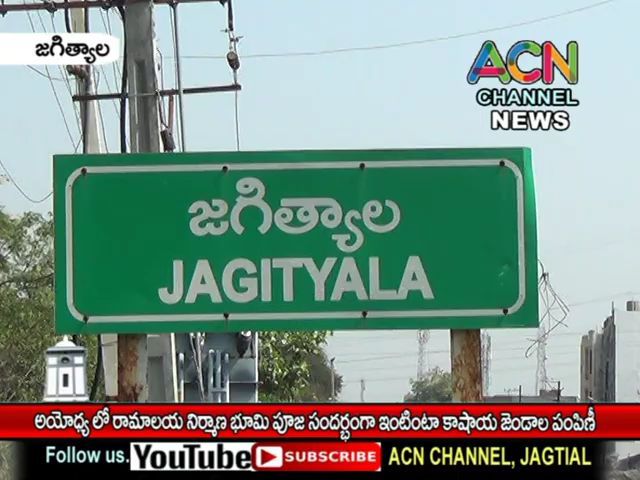 జగిత్యాల
ACN
CHANNEL
NEWS
జగిత్యాల
JAGITYALA
అయోధ్య లో రామాలయ నిర్మాణ భూమి పూజ సందర్భంగా ఇంటింటా కాషాయ జెండాల పంపిణీ
Follow us. YouTube SUBSCRIBE ACN CHANNEL, JAGTIAL